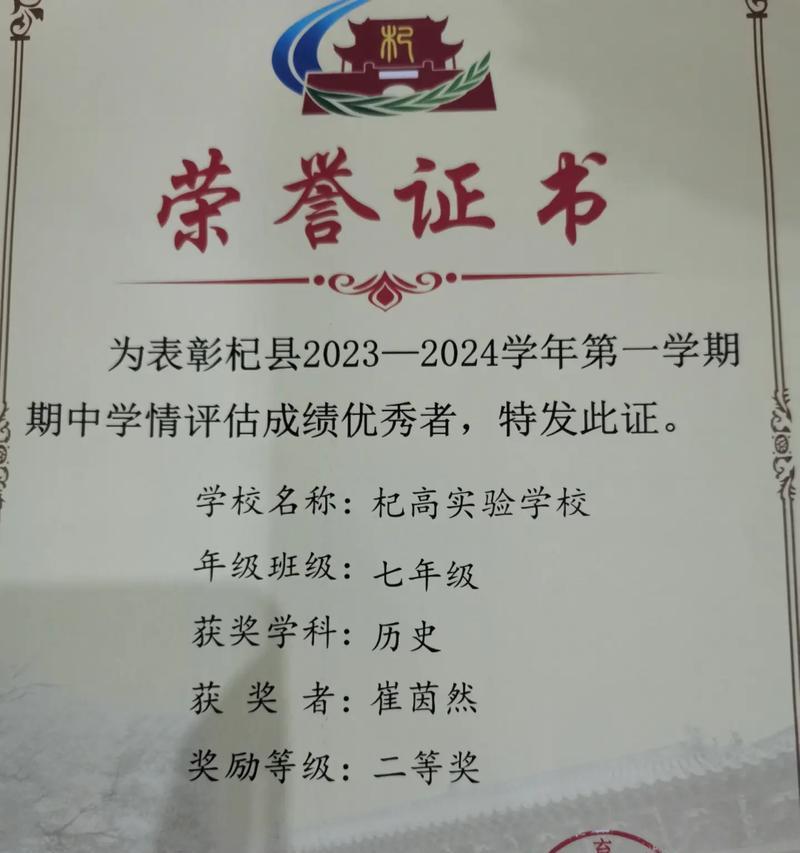 杞
荣誉证书
为表彰杞县2023—2024学年第一学期
期中学情评估成绩优秀者，特发此证。
学校名称：杞高实验学校
年级班级：七年级
获奖学科：历史
获奖者：崔茵然
奖励等级：二等奖
育